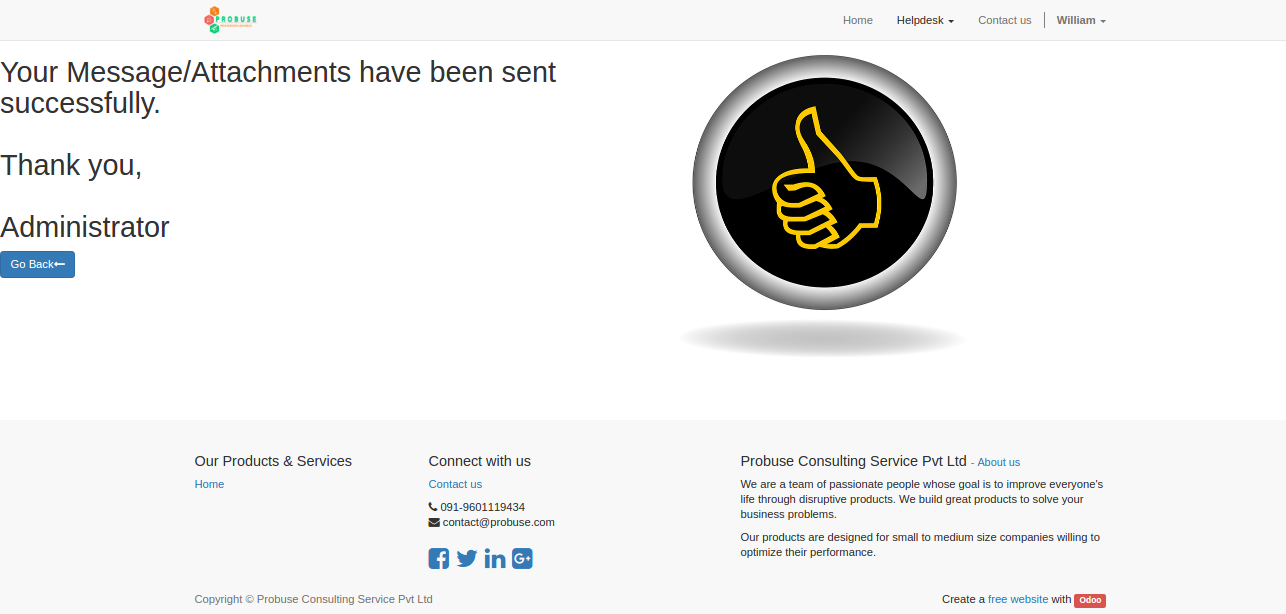 PROBUSE
Home
Helpdesk
Contact us
William
Your Message/Attachments have been sent
successfully.
Thank you,
Administrator
Go Back
Our Products & Services
Home
Connect with us
Contact us
091-9601119434
contact@probuse.com
Probuse Consulting Service Pvt Ltd - About us
We are a team of passionate people whose goal is to improve everyone's
life through disruptive products. We build great products to solve your
business problems.
Our products are designed for small to medium size companies willing to
optimize their performance.
Copyright © Probuse Consulting Service Pvt Ltd
Create a free website with Odoo